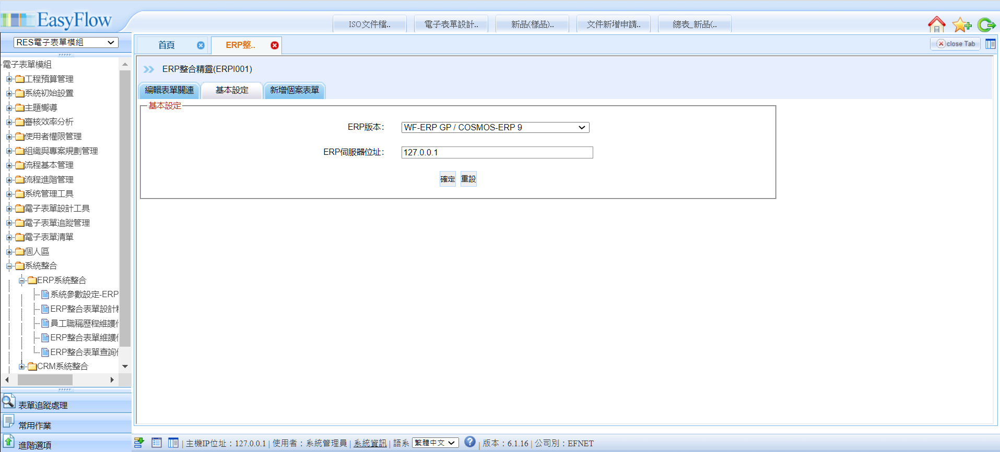 EasyFlow
ISO文件檔..
電子表單設計..
新品(樣品)..
文件新增申請..
總表_新品(..
RES電子表單模組
首頁
ERP整..
close Tab
電子表單模組
工程預算管理
系統初始設置
主題嚮導
審核效率分析
使用者權限管理
組織與專案規劃管理
流程基本管理
流程進階管理
系統管理工具
電子表單設計工具
電子表單追蹤管理
電子表單清單
個人區
系統整合
ERP系統整合
系統參數設定-ERP
ERP整合表單設計
員工職稱歷程維護
ERP整合表單維護
ERP整合表單查詢
CRM系統整合
表單追蹤處理
常用作業
進階選項
ERP整合精靈(ERPI001)
編輯表單關連
基本設定
新增個案表單
基本設定
ERP版本：
WF-ERP GP / COSMOS-ERP 9
ERP伺服器位址：
127.0.0.1
確定 重設
| 主機IP位址：127.0.0.1 | 使用者：系統管理員 | 系統資訊 | 語系 繁體中文 | 版本：6.1.16 | 公司別：EFNET